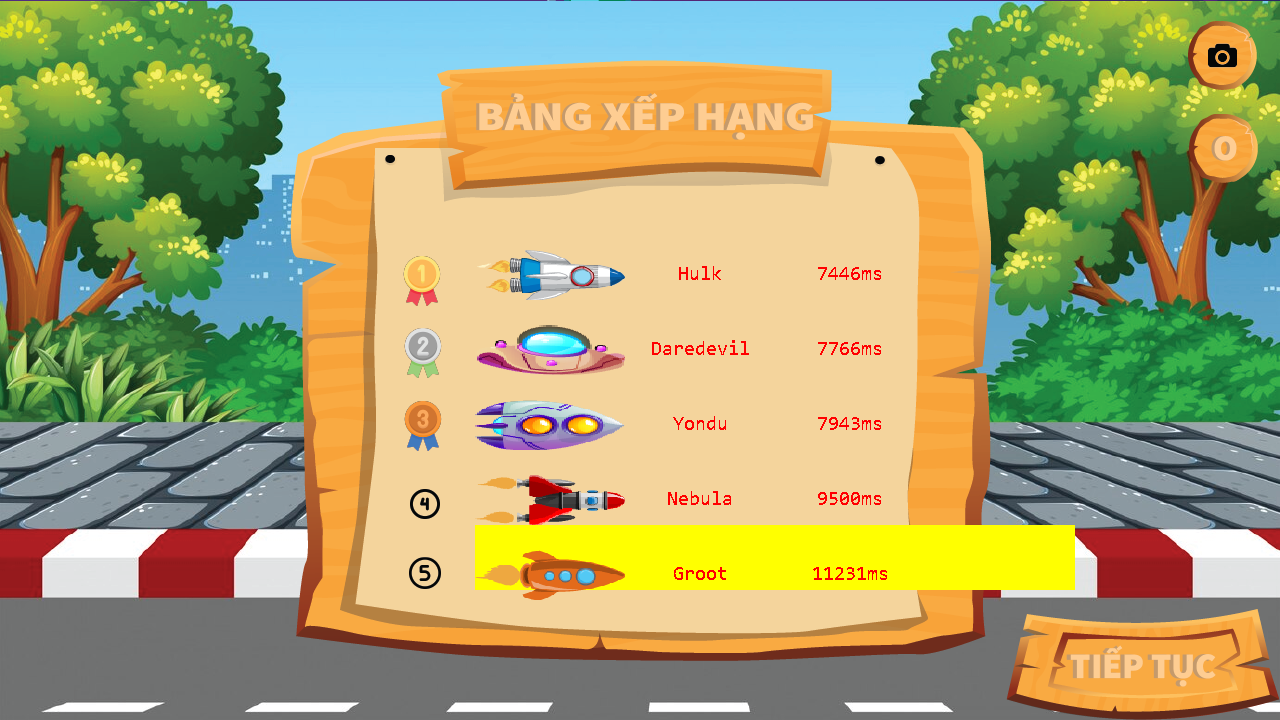 BẢNG XẾP HẠNG
0
1 Hulk 7446ms
2 Daredevil 7766ms
3 Yondu 7943ms
4 Nebula 9500ms
5 Groot 11231ms
TIẾP TỤC